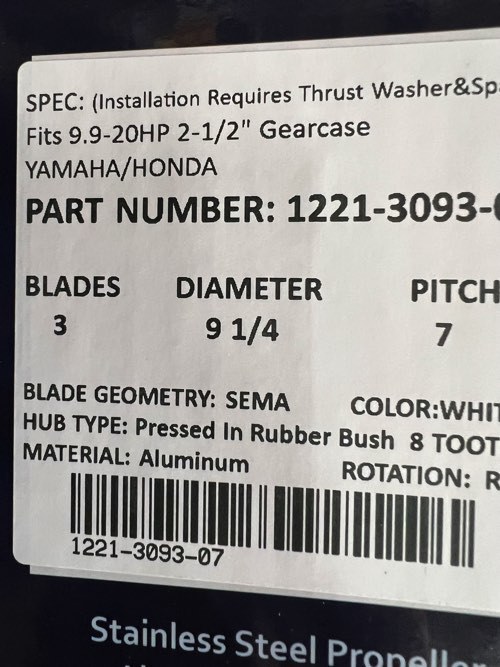 SPEC: (Installation Requires Thrust Washer&Sp
Fits 9.9-20HP 2-1/2" Gearcase
YAMAHA/HONDA
PART NUMBER: 1221-3093-
BLADES DIAMETER PITCH
3 9 1/4 7
BLADE GEOMETRY: SEMA COLOR:WHIT
HUB TYPE: Pressed In Rubber Bush 8 TOOT
MATERIAL: Aluminum ROTATION: R
1221-3093-07
Stainless Steel Propelle